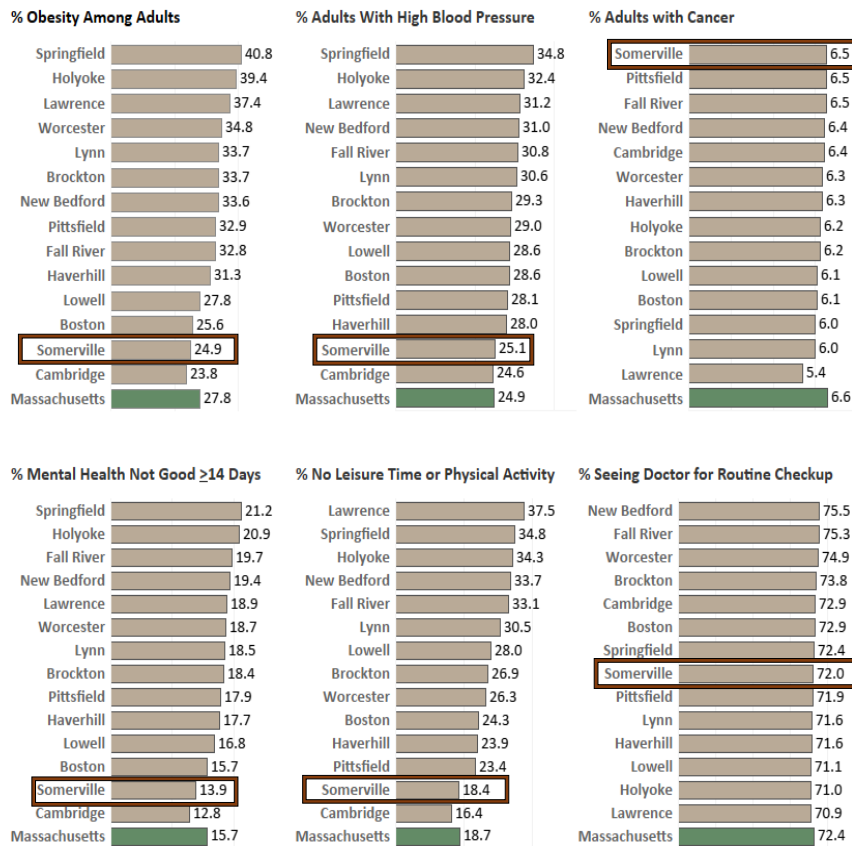 % Obesity Among Adults
Springfield 40.8
Holyoke 39.4
Lawrence 37.4
Worcester 34.8
Lynn 33.7
Brockton 33.7
New Bedford 33.6
Pittsfield 32.9
Fall River 32.8
Haverhill 31.3
Lowell 27.8
Boston 25.6
Somerville 24.9
Cambridge 23.8
Massachusetts 27.8
% Adults With High Blood Pressure
Springfield 34.8
Holyoke 32.4
Lawrence 31.2
New Bedford 31.0
Fall River 30.8
Lynn 30.6
Brockton 29.3
Worcester 29.0
Lowell 28.6
Boston 28.6
Pittsfield 28.1
Haverhill 28.0
Somerville 25.1
Cambridge 24.6
Massachusetts 24.9
% Adults with Cancer
Somerville 6.5
Pittsfield 6.5
Fall River 6.5
New Bedford 6.4
Cambridge 6.4
Worcester 6.3
Haverhill 6.3
Holyoke 6.2
Brockton 6.2
Lowell 6.1
Boston 6.1
Springfield 6.0
Lynn 6.0
Lawrence 5.4
Massachusetts 6.6
% Mental Health Not Good ≥14 Days
Springfield 21.2
Holyoke 20.9
Fall River 19.7
New Bedford 19.4
Lawrence 18.9
Worcester 18.7
Lynn 18.5
Brockton 18.4
Pittsfield 17.9
Haverhill 17.7
Lowell 16.8
Boston 15.7
Somerville 13.9
Cambridge 12.8
Massachusetts 15.7
% No Leisure Time or Physical Activity
Lawrence 37.5
Springfield 34.8
Holyoke 34.3
New Bedford 33.7
Fall River 33.1
Lynn 30.5
Lowell 28.0
Brockton 26.9
Worcester 26.3
Boston 24.3
Haverhill 23.9
Pittsfield 23.4
Somerville 18.4
Cambridge 16.4
Massachusetts 18.7
% Seeing Doctor for Routine Checkup
New Bedford 75.5
Fall River 75.3
Worcester 74.9
Brockton 73.8
Cambridge 72.9
Boston 72.9
Springfield 72.4
Somerville 72.0
Pittsfield 71.9
Lynn 71.6
Haverhill 71.6
Lowell 71.1
Holyoke 71.0
Lawrence 70.9
Massachusetts 72.4